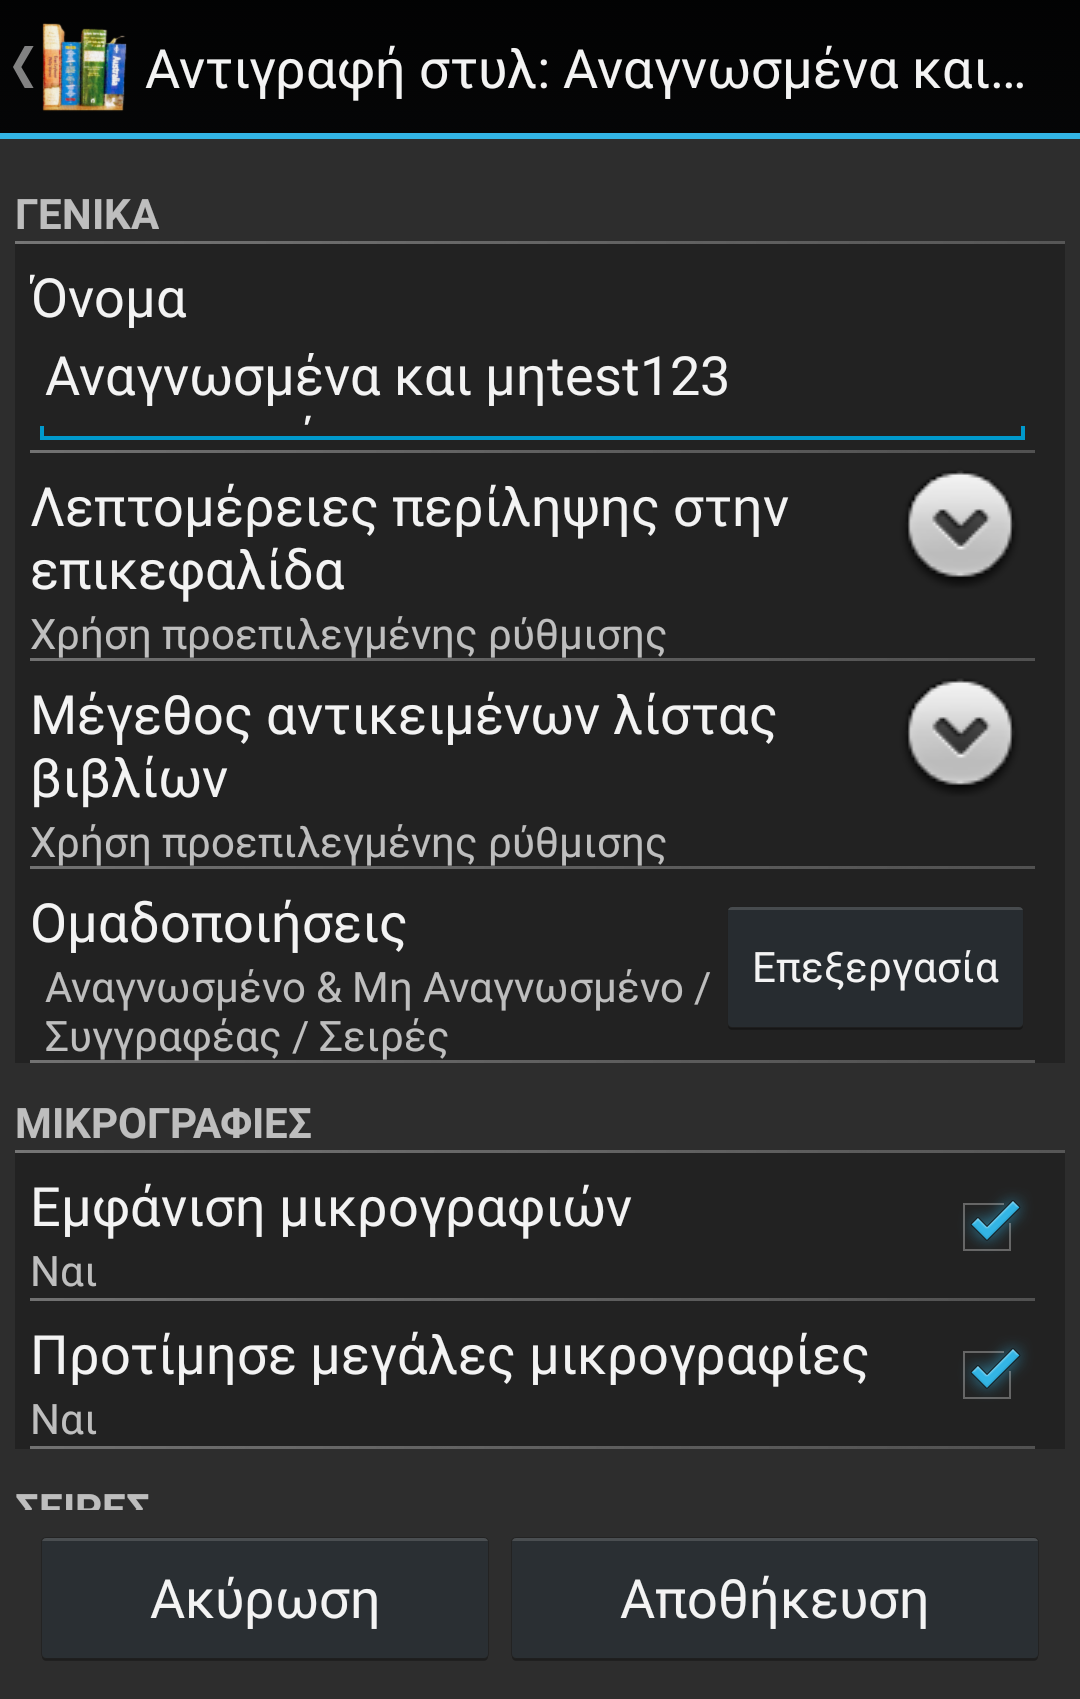 Αντιγραφή στυλ: Αναγνωσμένα και...
ΓΕΝΙΚΑ
Όνομα
Αναγνωσμένα και μηtest123
Λεπτομέρειες περίληψης στην
επικεφαλίδα
Χρήση προεπιλεγμένης ρύθμισης
Μέγεθος αντικειμένων λίστας
βιβλίων
Χρήση προεπιλεγμένης ρύθμισης
Ομαδοποιήσεις
Αναγνωσμένο & Μη Αναγνωσμένο /
Συγγραφέας / Σειρές
Επεξεργασία
ΜΙΚΡΟΓΡΑΦΙΕΣ
Εμφάνιση μικρογραφιών
Ναι
Προτίμησε μεγάλες μικρογραφίες
Ναι
ΣΕΙΡΕΣ
Ακύρωση
Αποθήκευση